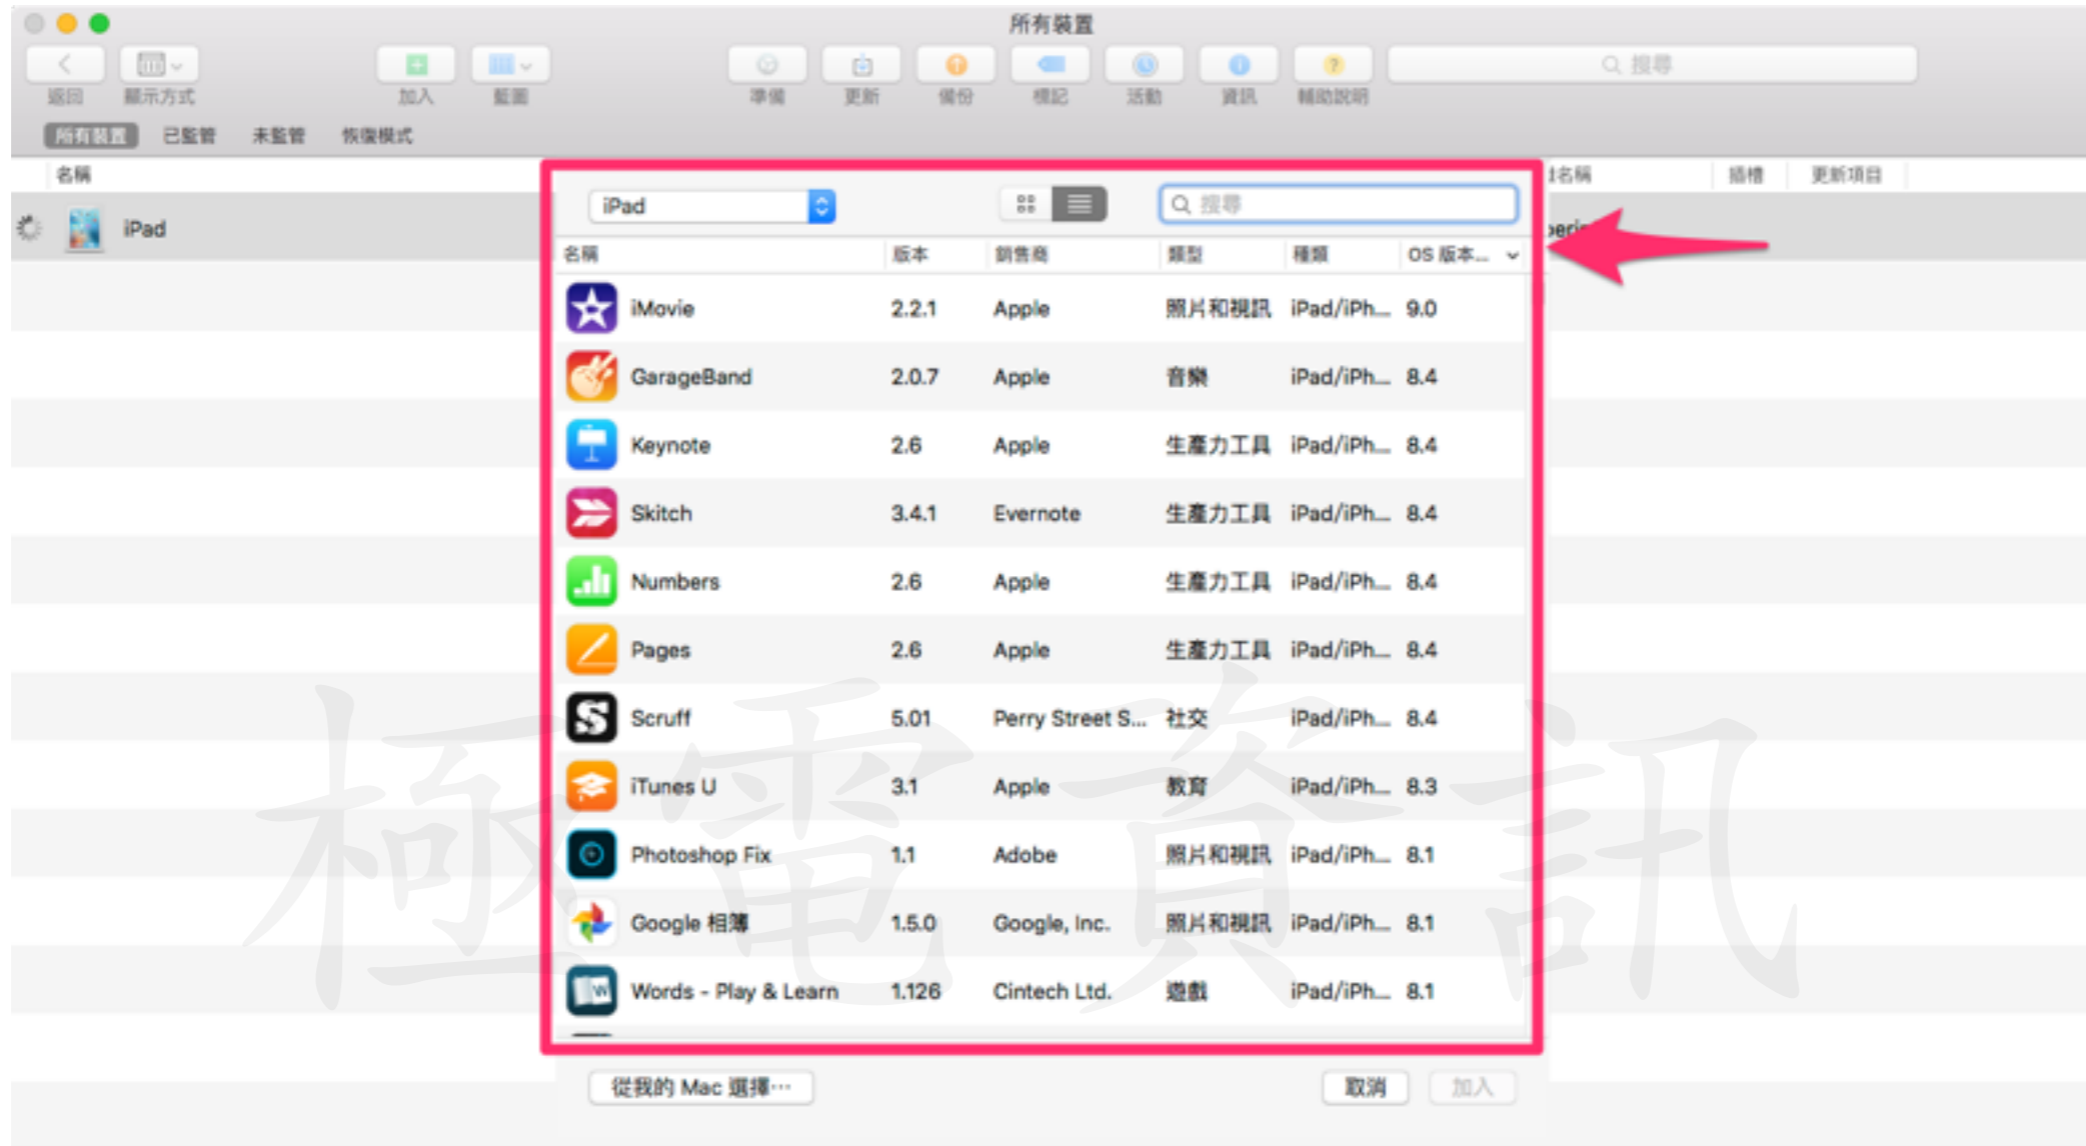 所有裝置
返回 顯示方式 加入 藍圖 準備 更新 備份 標記 活動 資訊 輔助說明 搜尋
所有裝置 已監管 未監管 恢復模式
名稱 名稱 插槽 更新項目
iPad
iPad 搜尋
名稱 版本 銷售商 類型 種類 OS 版本...
iMovie 2.2.1 Apple 照片和視訊 iPad/iPh... 9.0
GarageBand 2.0.7 Apple 音樂 iPad/iPh... 8.4
Keynote 2.6 Apple 生產力工具 iPad/iPh... 8.4
Skitch 3.4.1 Evernote 生產力工具 iPad/iPh... 8.4
Numbers 2.6 Apple 生產力工具 iPad/iPh... 8.4
Pages 2.6 Apple 生產力工具 iPad/iPh... 8.4
Scruff 5.01 Perry Street S... 社交 iPad/iPh... 8.4
iTunes U 3.1 Apple 教育 iPad/iPh... 8.3
Photoshop Fix 1.1 Adobe 照片和視訊 iPad/iPh... 8.1
Google 相簿 1.5.0 Google, Inc. 照片和視訊 iPad/iPh... 8.1
Words - Play & Learn 1.126 Cintech Ltd. 遊戲 iPad/iPh... 8.1
從我的 Mac 選擇⋯ 取消 加入
極電資訊